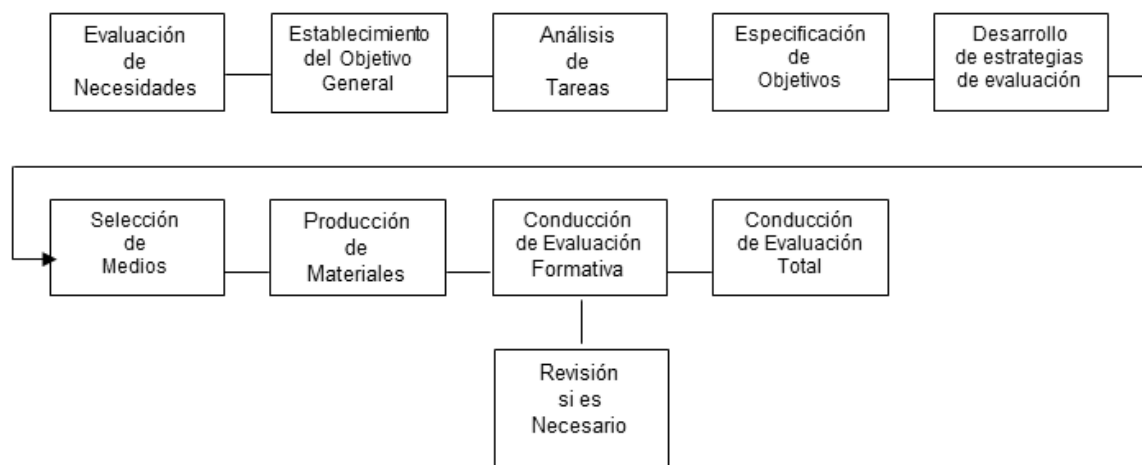 Evaluación
de
Necesidades
Establecimiento
del Objetivo
General
Análisis
de
Tareas
Especificación
de
Objetivos
Desarrollo
de estrategias
de evaluación
Selección
de
Medios
Producción
de
Materiales
Conducción
de Evaluación
Formativa
Conducción
de Evaluación
Total
Revisión
si es
Necesario